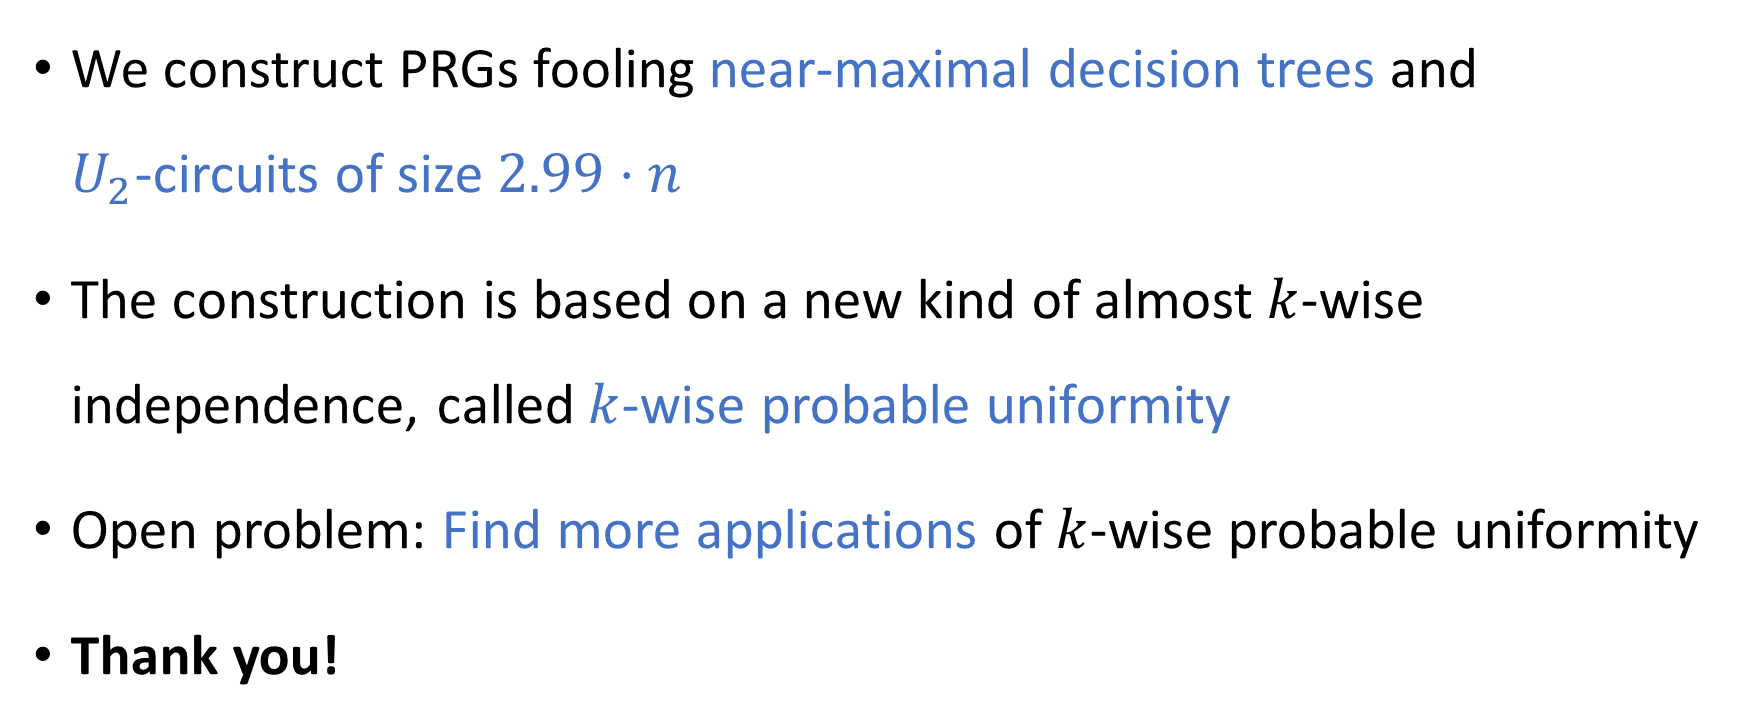 • We construct PRGs fooling near-maximal decision trees and
U₂-circuits of size 2.99 · n
• The construction is based on a new kind of almost k-wise
independence, called k-wise probable uniformity
• Open problem: Find more applications of k-wise probable uniformity
• Thank you!